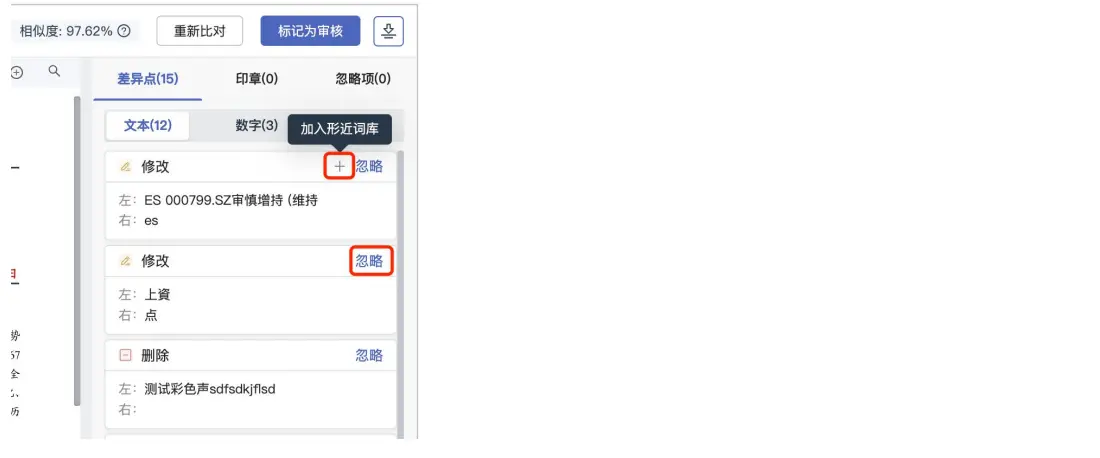 相似度: 97.62%
重新比对
标记为审核
差异点(15)
印章(0)
忽略项(0)
文本(12)
数字(3)
加入形近词库
修改
忽略
左: ES 000799.SZ审慎增持 (维持
右: es
修改
忽略
左: 上資
右: 点
删除
忽略
左: 测试彩色声sdfsdkjflsd
右:
势
57
全
历